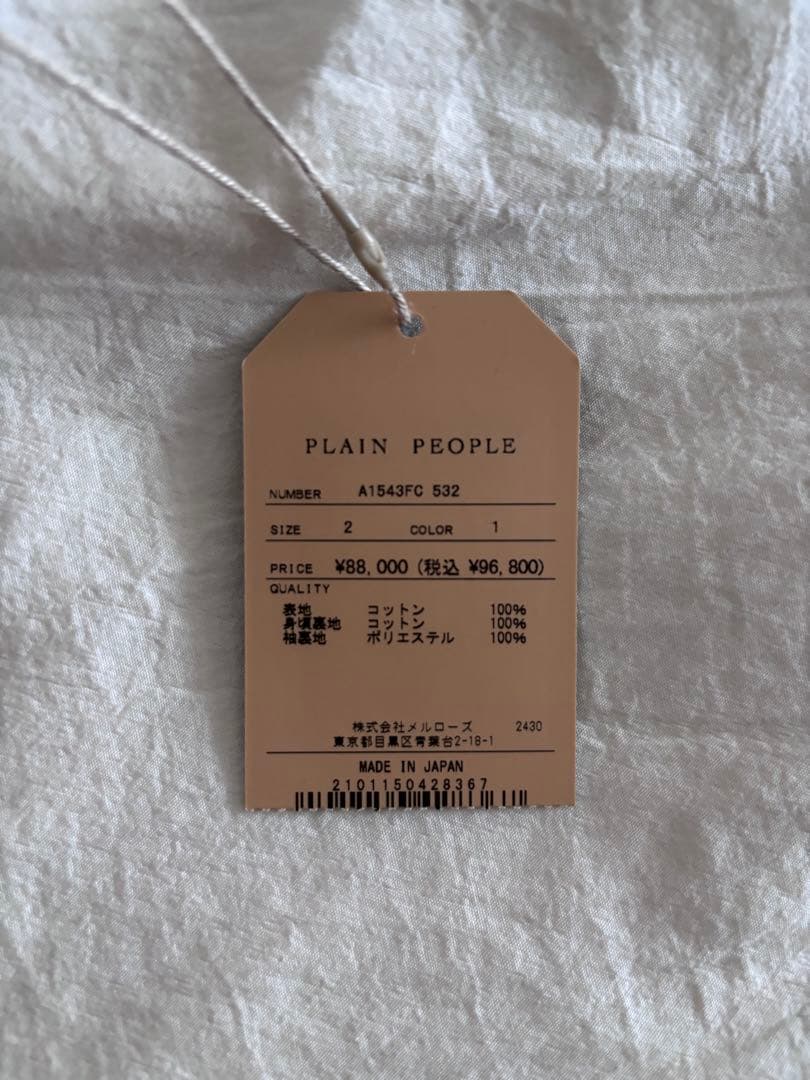 PLAIN PEOPLE
NUMBER A1543FC 532
SIZE 2 COLOR 1
PRICE ¥88,000 (税込 ¥96,800)
QUALITY
表地 コットン 100%
身頃裏地 コットン 100%
袖裏地 ポリエステル 100%
株式会社メルローズ 2430
東京都目黒区青葉台2-18-1
MADE IN JAPAN
2101150428367